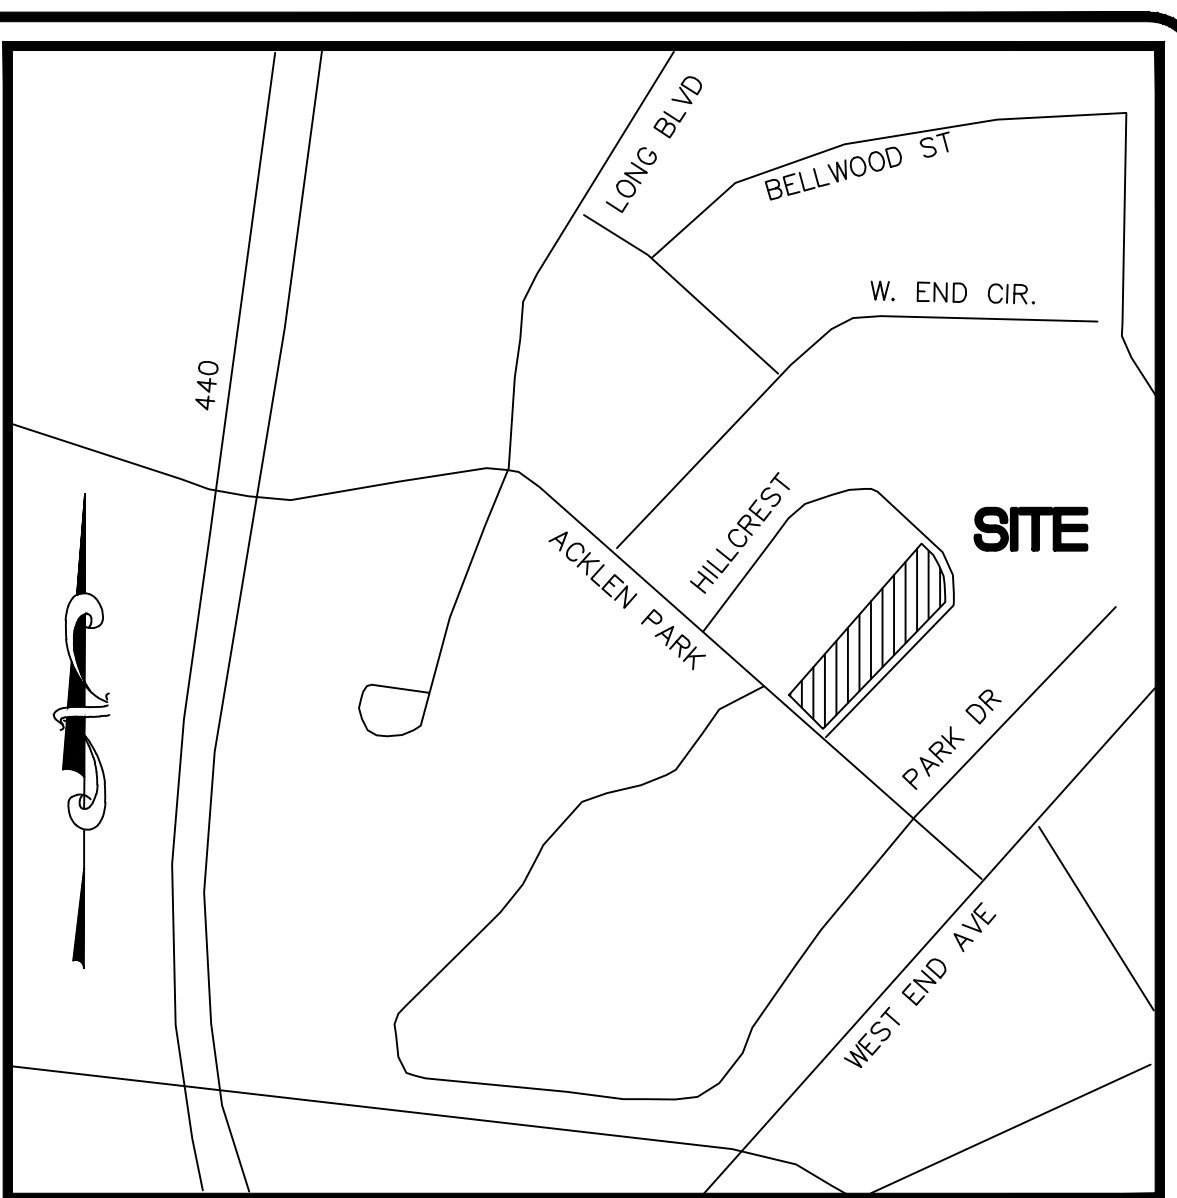 LONG BLVD
BELLWOOD ST
W. END CIR.
440
HILLCREST
SITE
ACKLEN PARK
PARK DR
WEST END AVE